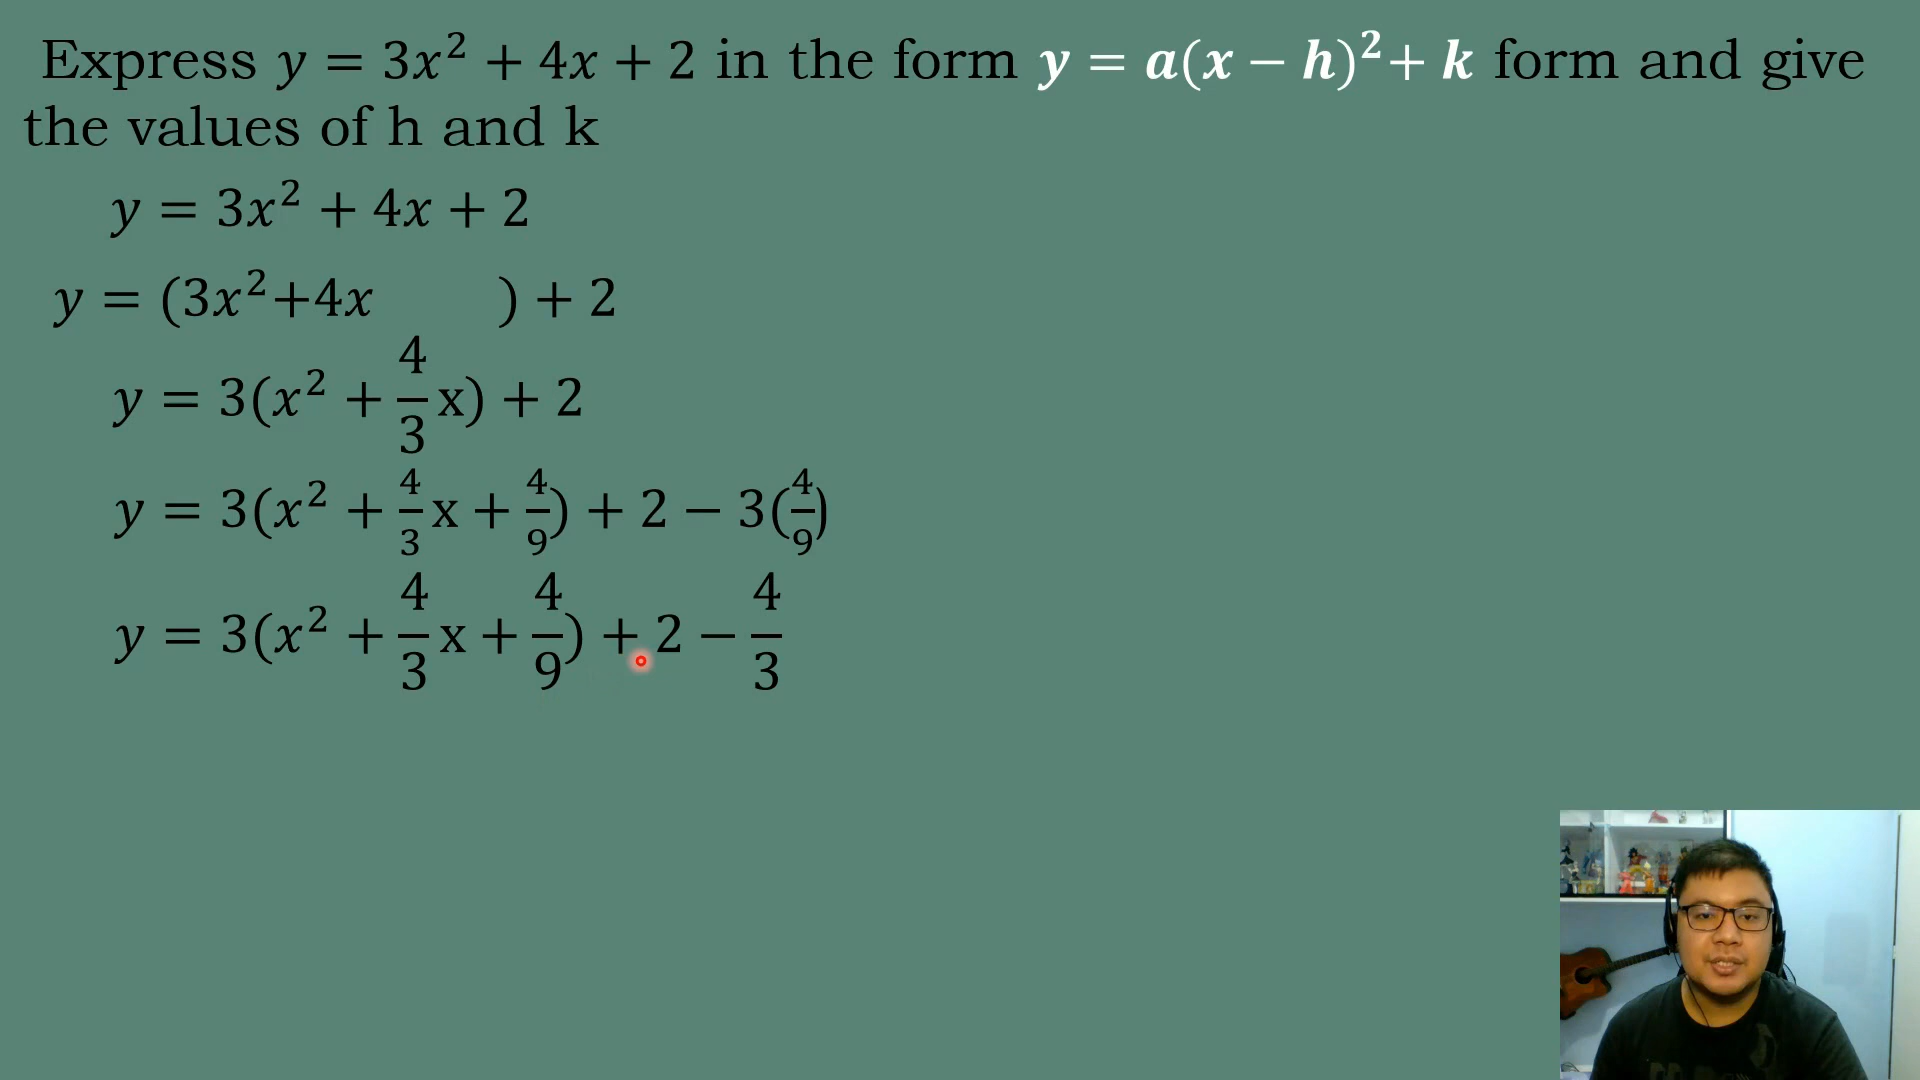 Express y = 3x² + 4x + 2 in the form y = a(x − h)²+ k form and give
the values of h and k
y = 3x² + 4x + 2
y = (3x²+4x ) + 2
y = 3(x² + 4/3 x) + 2
y = 3(x² + 4/3 x + 4/9) + 2 − 3(4/9)
y = 3(x² + 4/3 x + 4/9) + 2 − 4/3